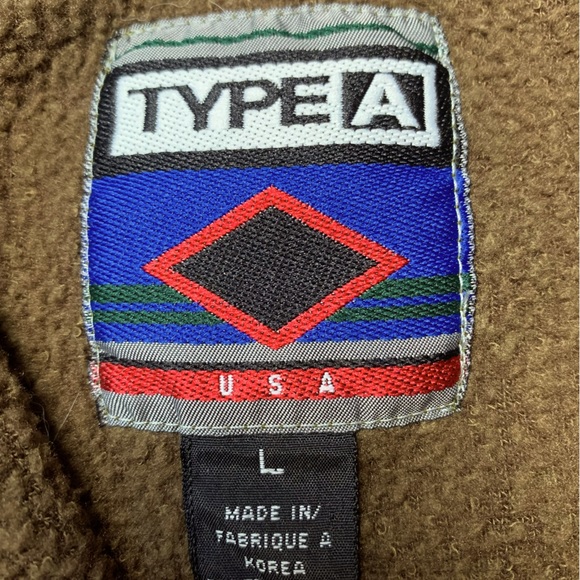 TYPE A
USA
L
MADE IN/
FABRIQUE A
KOREA